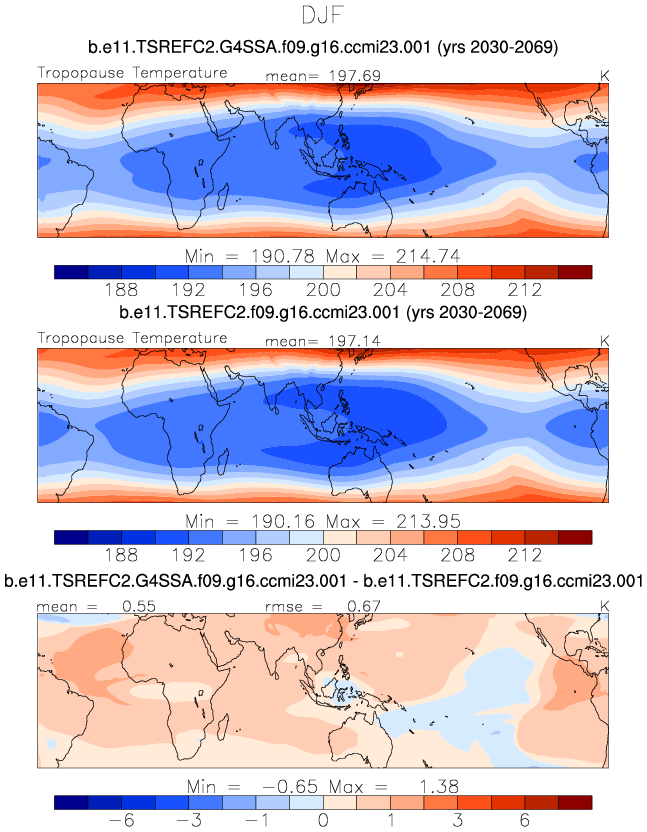 DJF
b.e11.TSREFC2.G4SSA.f09.g16.ccmi23.001 (yrs 2030-2069)
Tropopause Temperature mean= 197.69 K
Min = 190.78 Max = 214.74
188 192 196 200 204 208 212
b.e11.TSREFC2.f09.g16.ccmi23.001 (yrs 2030-2069)
Tropopause Temperature mean= 197.14 K
Min = 190.16 Max = 213.95
188 192 196 200 204 208 212
b.e11.TSREFC2.G4SSA.f09.g16.ccmi23.001 - b.e11.TSREFC2.f09.g16.ccmi23.001
mean = 0.55 rmse = 0.67 K
Min = -0.65 Max = 1.38
-6 -3 -1 0 1 3 6